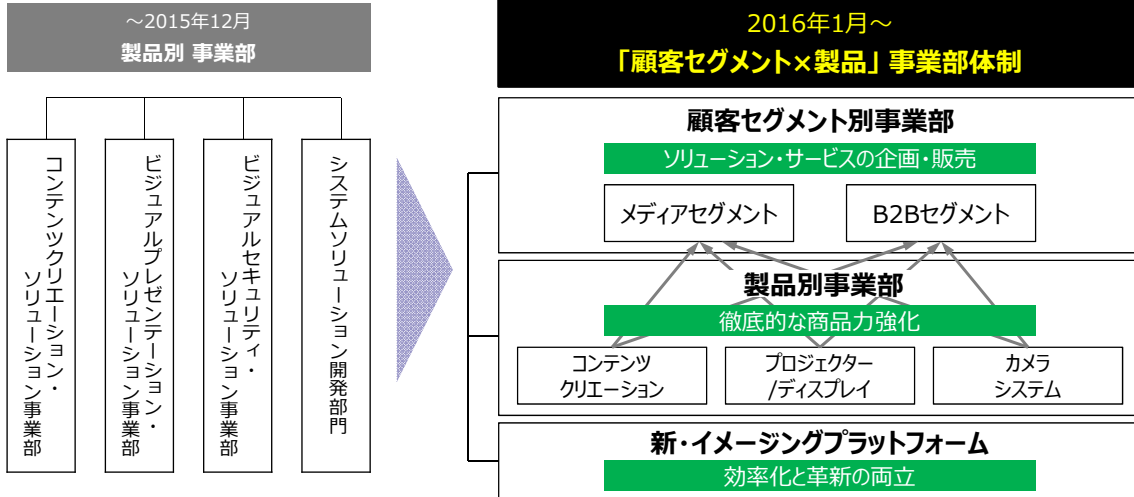 ～2015年12月
製品別 事業部
コンテンツクリエーション・
ソリューション事業部
ビジュアルプレゼンテーション・
ソリューション事業部
ビジュアルセキュリティ・
ソリューション事業部
システムソリューション開発部門
2016年1月～
「顧客セグメント×製品」事業部体制
顧客セグメント別事業部
ソリューション・サービスの企画・販売
メディアセグメント
B2Bセグメント
製品別事業部
徹底的な商品力強化
コンテンツ
クリエーション
プロジェクター
/ディスプレイ
カメラ
システム
新・イメージングプラットフォーム
効率化と革新の両立